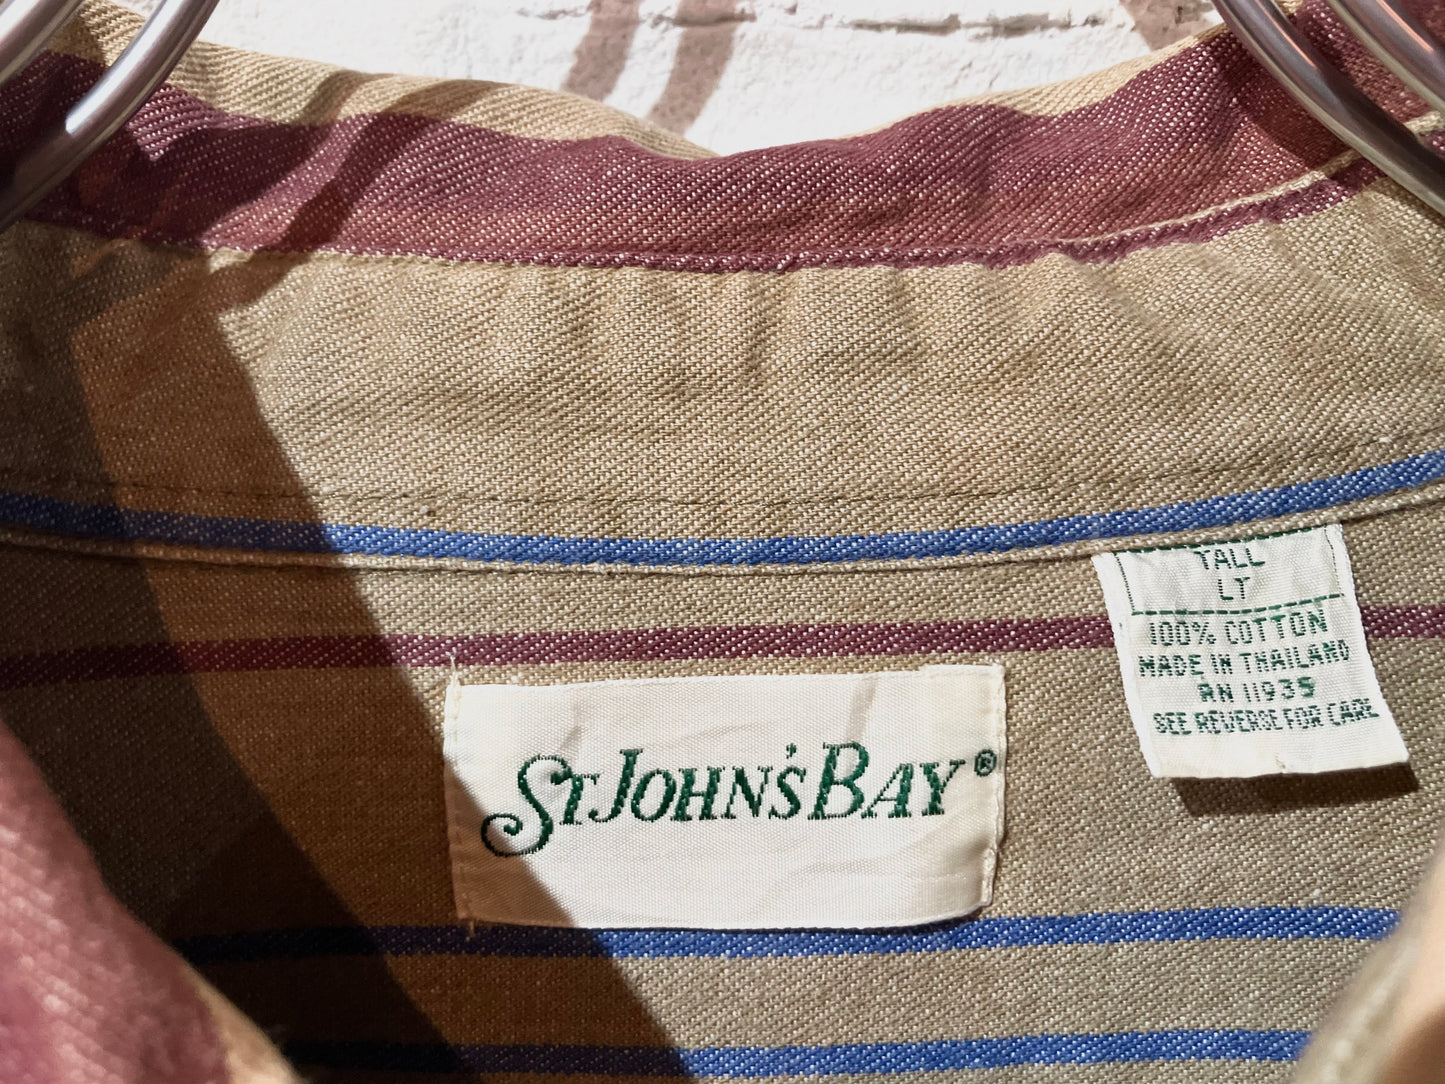 TALL
LT
100% COTTON
MADE IN THAILAND
RN 11935
SEE REVERSE FOR CARE
ST JOHN'S BAY®